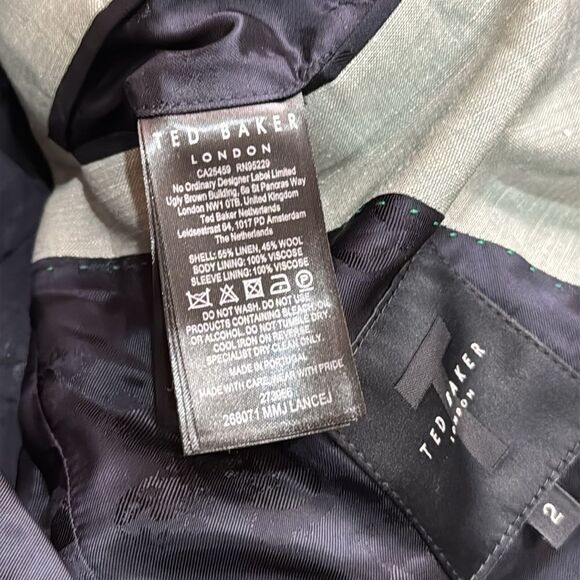 TED BAKER
LONDON
CA25459 RN95229
No Ordinary Designer Label Limited
Ugly Brown Building, 6a St Pancras Way
London NW1 0TB, United Kingdom
Ted Baker Netherlands
Leidsestraat 64, 1017 PD Amsterdam
The Netherlands
SHELL: 55% LINEN, 45% WOOL
BODY LINING: 100% VISCOSE
SLEEVE LINING: 100% VISCOSE
DO NOT WASH. DO NOT USE
PRODUCTS CONTAINING BLEACH
OR ALCOHOL. DO NOT TUMBLE DRY
COOL IRON ON REVERSE
SPECIALIST DRY CLEAN ONLY
MADE IN PORTUGAL
MADE WITH CARE, WEAR WITH PRIDE
268071 MMJ LANCEJ
T
TED BAKER
LONDON
2